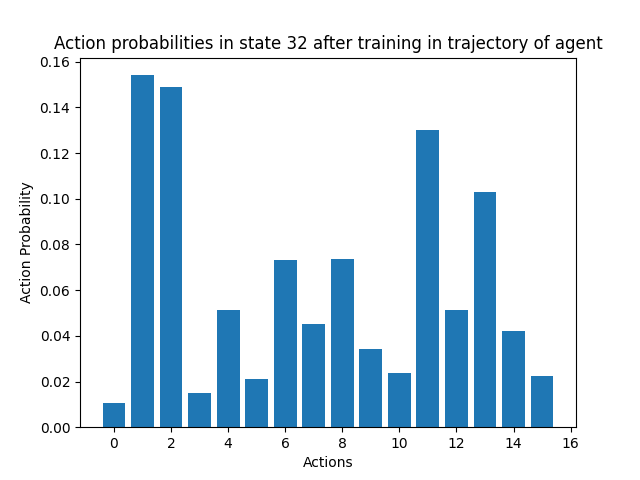 Action probabilities in state 32 after training in trajectory of agent
0.16
0.14
0.12
0.10
0.08
0.06
0.04
0.02
0.00
Action Probability
0 2 4 6 8 10 12 14 16
Actions